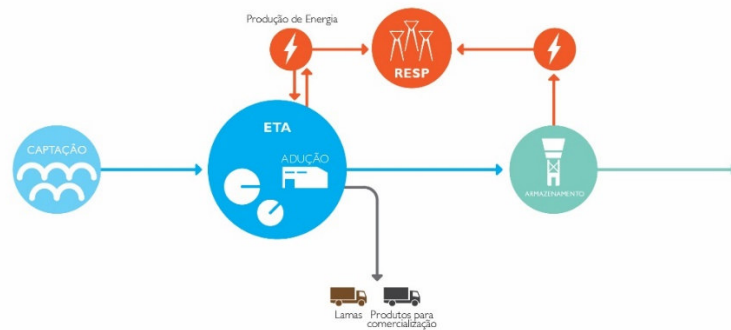 Produção de Energia
RESP
ETA
CAPTAÇÃO
ADUÇÃO
ARMAZENAMENTO
Lamas
Produtos para
comercialização